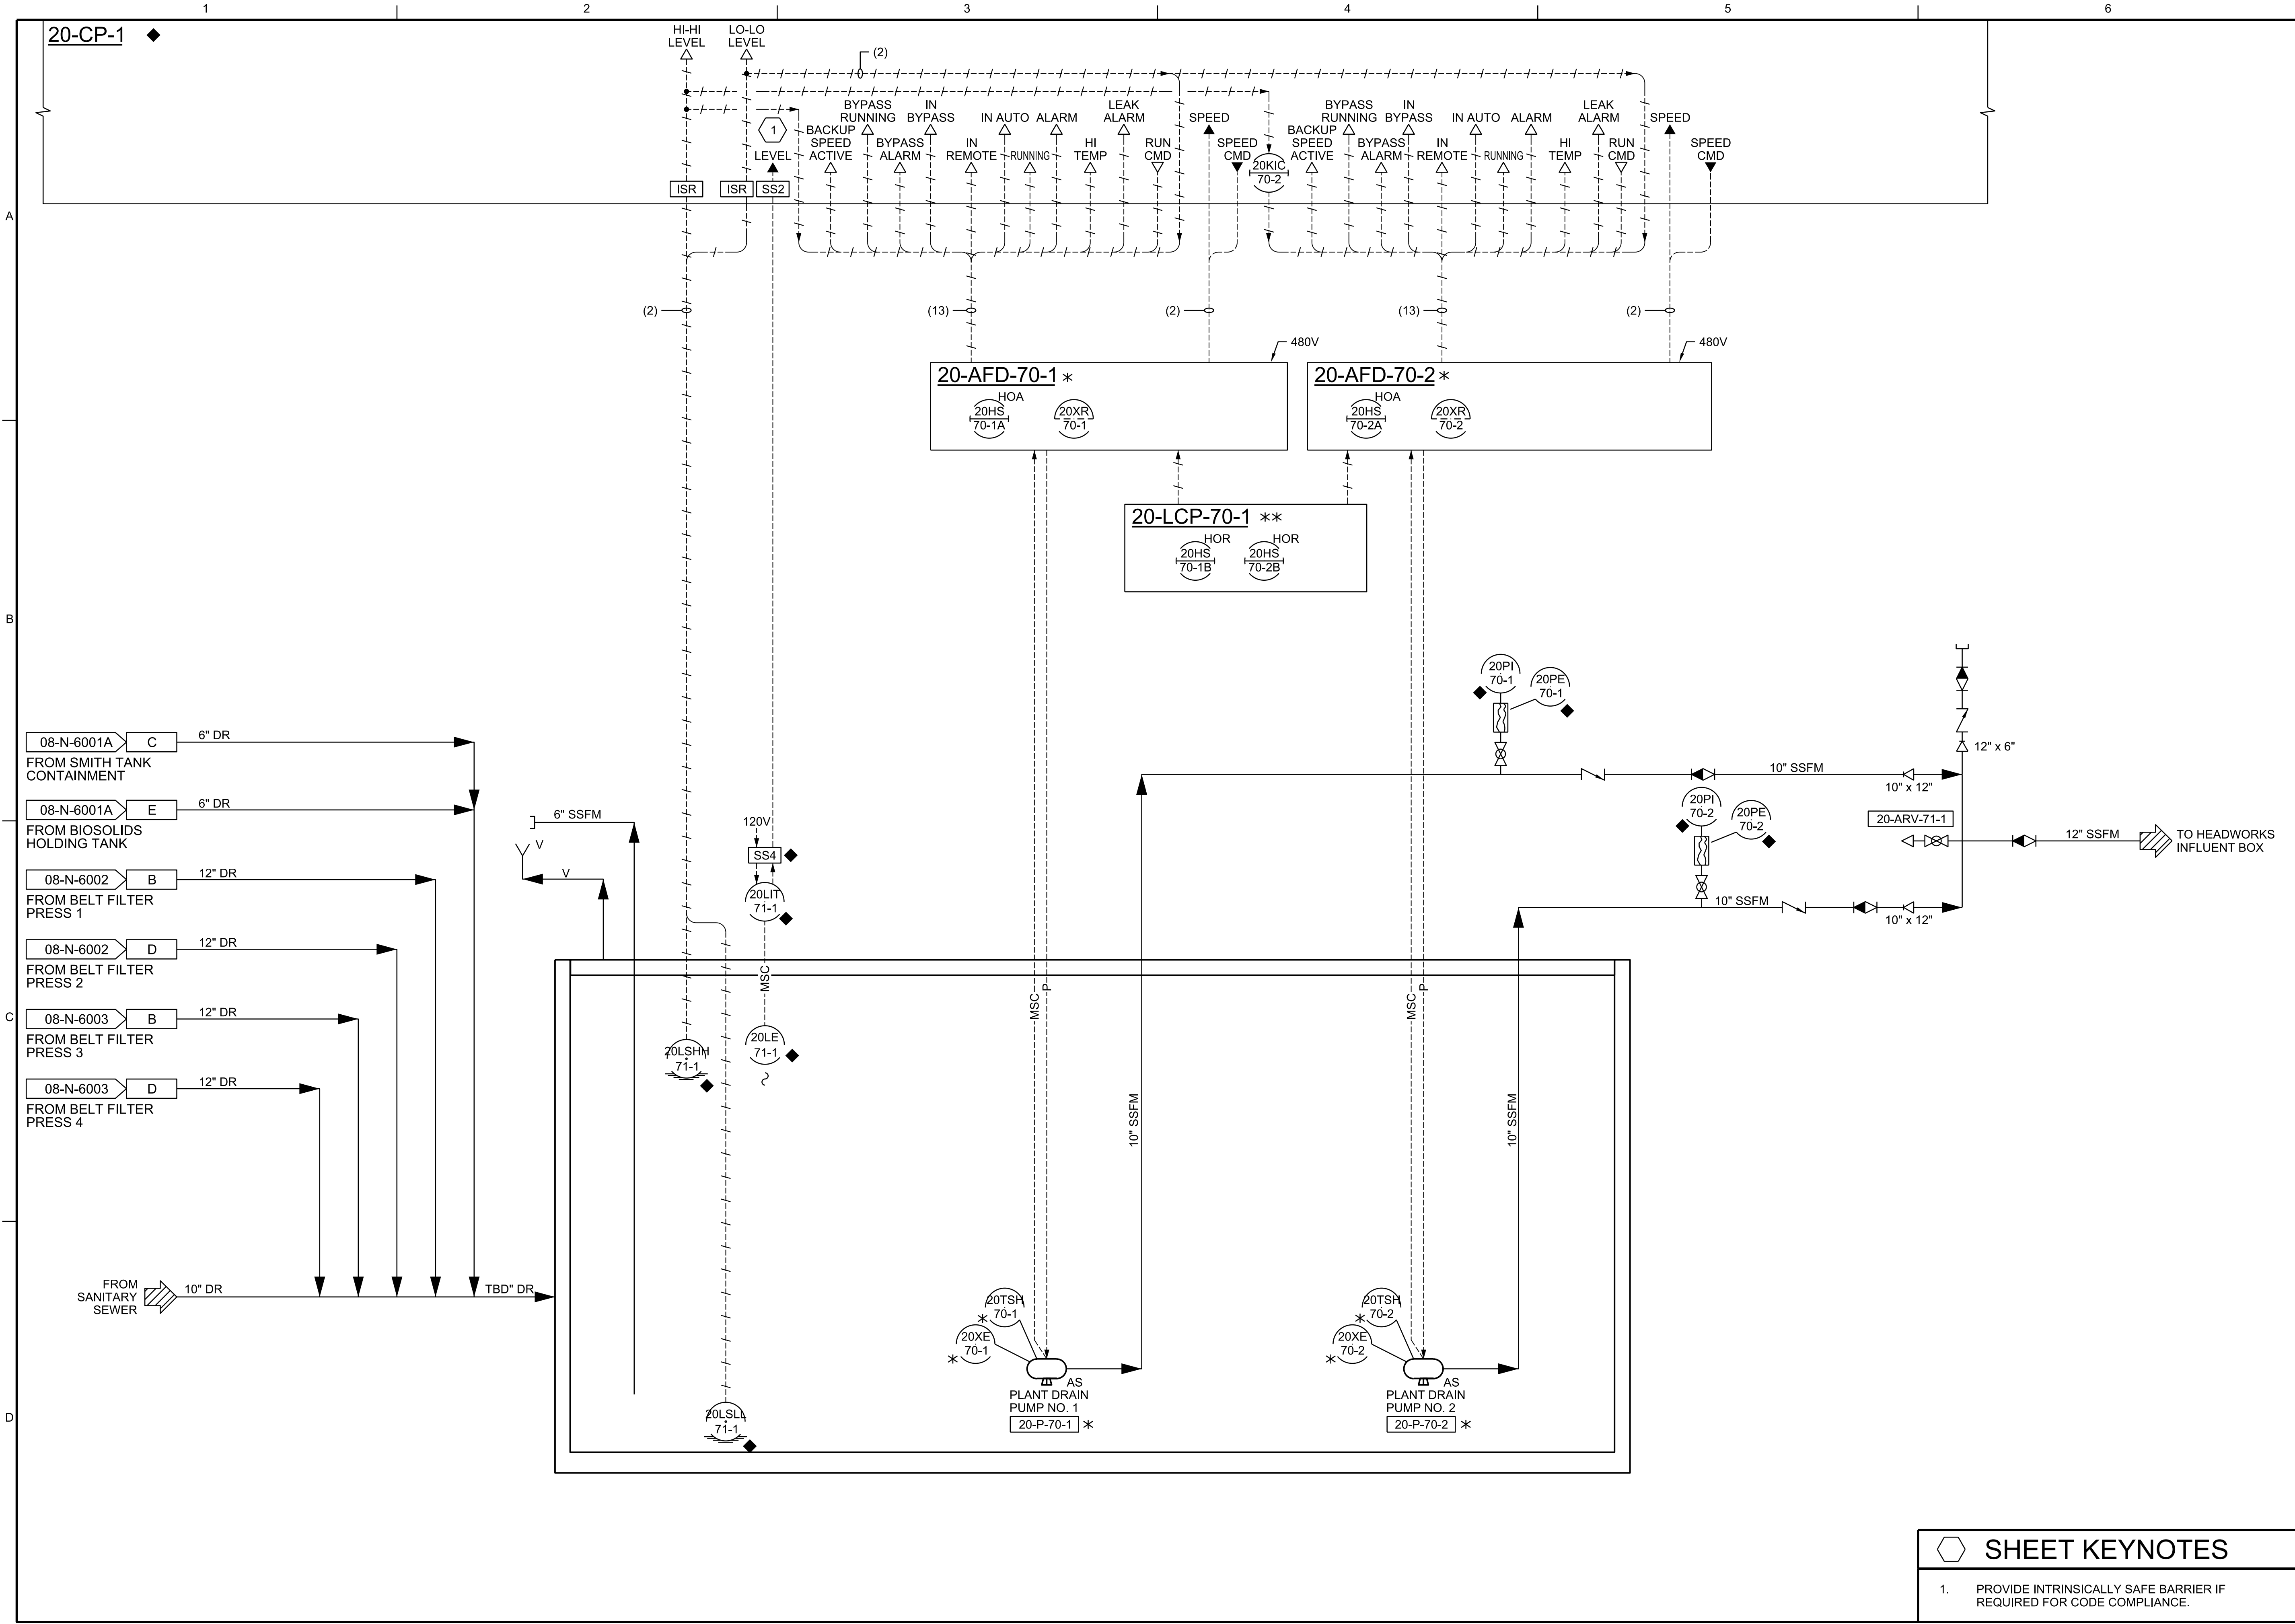 1 2 3 4 5 6
20-CP-1
HI-HI
LEVEL
LO-LO
LEVEL
(2)
1
LEVEL
BACKUP
SPEED
ACTIVE
BYPASS
RUNNING
BYPASS
ALARM
IN
BYPASS
IN
REMOTE
IN AUTO
RUNNING
ALARM
HI
TEMP
LEAK
ALARM
RUN
CMD
SPEED
SPEED
CMD
20KIC
70-2
BACKUP
SPEED
ACTIVE
BYPASS
RUNNING
BYPASS
ALARM
IN
BYPASS
IN
REMOTE
IN AUTO
RUNNING
ALARM
HI
TEMP
LEAK
ALARM
RUN
CMD
SPEED
SPEED
CMD
ISR
ISR
SS2
A
(2)
(13)
(2)
(13)
(2)
480V
480V
20-AFD-70-1 *
HOA
20HS
70-1A
20XR
70-1
20-AFD-70-2 *
HOA
20HS
70-2A
20XR
70-2
20-LCP-70-1 **
HOR
20HS
70-1B
HOR
20HS
70-2B
B
20PI
70-1
20PE
70-1
12" x 6"
10" SSFM
10" x 12"
20PI
70-2
20PE
70-2
20-ARV-71-1
12" SSFM
TO HEADWORKS
INFLUENT BOX
10" SSFM
10" x 12"
08-N-6001A C 6" DR
FROM SMITH TANK
CONTAINMENT
08-N-6001A E 6" DR
FROM BIOSOLIDS
HOLDING TANK
08-N-6002 B 12" DR
FROM BELT FILTER
PRESS 1
08-N-6002 D 12" DR
FROM BELT FILTER
PRESS 2
08-N-6003 B 12" DR
FROM BELT FILTER
PRESS 3
08-N-6003 D 12" DR
FROM BELT FILTER
PRESS 4
6" SSFM
V
V
120V
SS4
20LIT
71-1
MSC
20LE
71-1
20LSHH
71-1
C
MSC
P
MSC
P
10" SSFM
10" SSFM
FROM
SANITARY
SEWER
10" DR
TBD" DR
20TSH
70-1
*
20XE
70-1
*
AS
PLANT DRAIN
PUMP NO. 1
20-P-70-1 *
20TSH
70-2
*
20XE
70-2
*
AS
PLANT DRAIN
PUMP NO. 2
20-P-70-2 *
20LSLL
71-1
D
SHEET KEYNOTES
1. PROVIDE INTRINSICALLY SAFE BARRIER IF
REQUIRED FOR CODE COMPLIANCE.